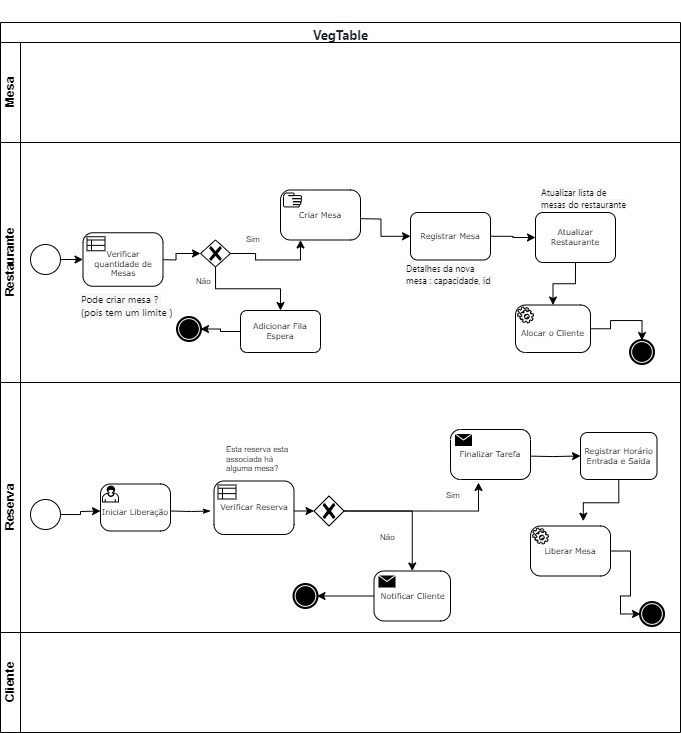 VegTable
Mesa
Restaurante
Verificar
quantidade de
Mesas
Pode criar mesa ?
(pois tem um limite )
Sim
Não
Criar Mesa
Adicionar Fila
Espera
Registrar Mesa
Detalhes da nova
mesa : capacidade, id
Atualizar lista de
mesas do restaurante
Atualizar
Restaurante
Alocar o Cliente
Reserva
Iniciar Liberação
Esta reserva esta
associada há
alguma mesa?
Verificar Reserva
Sim
Não
Notificar Cliente
Finalizar Tarefa
Registrar Horário
Entrada e Saida
Liberar Mesa
Cliente